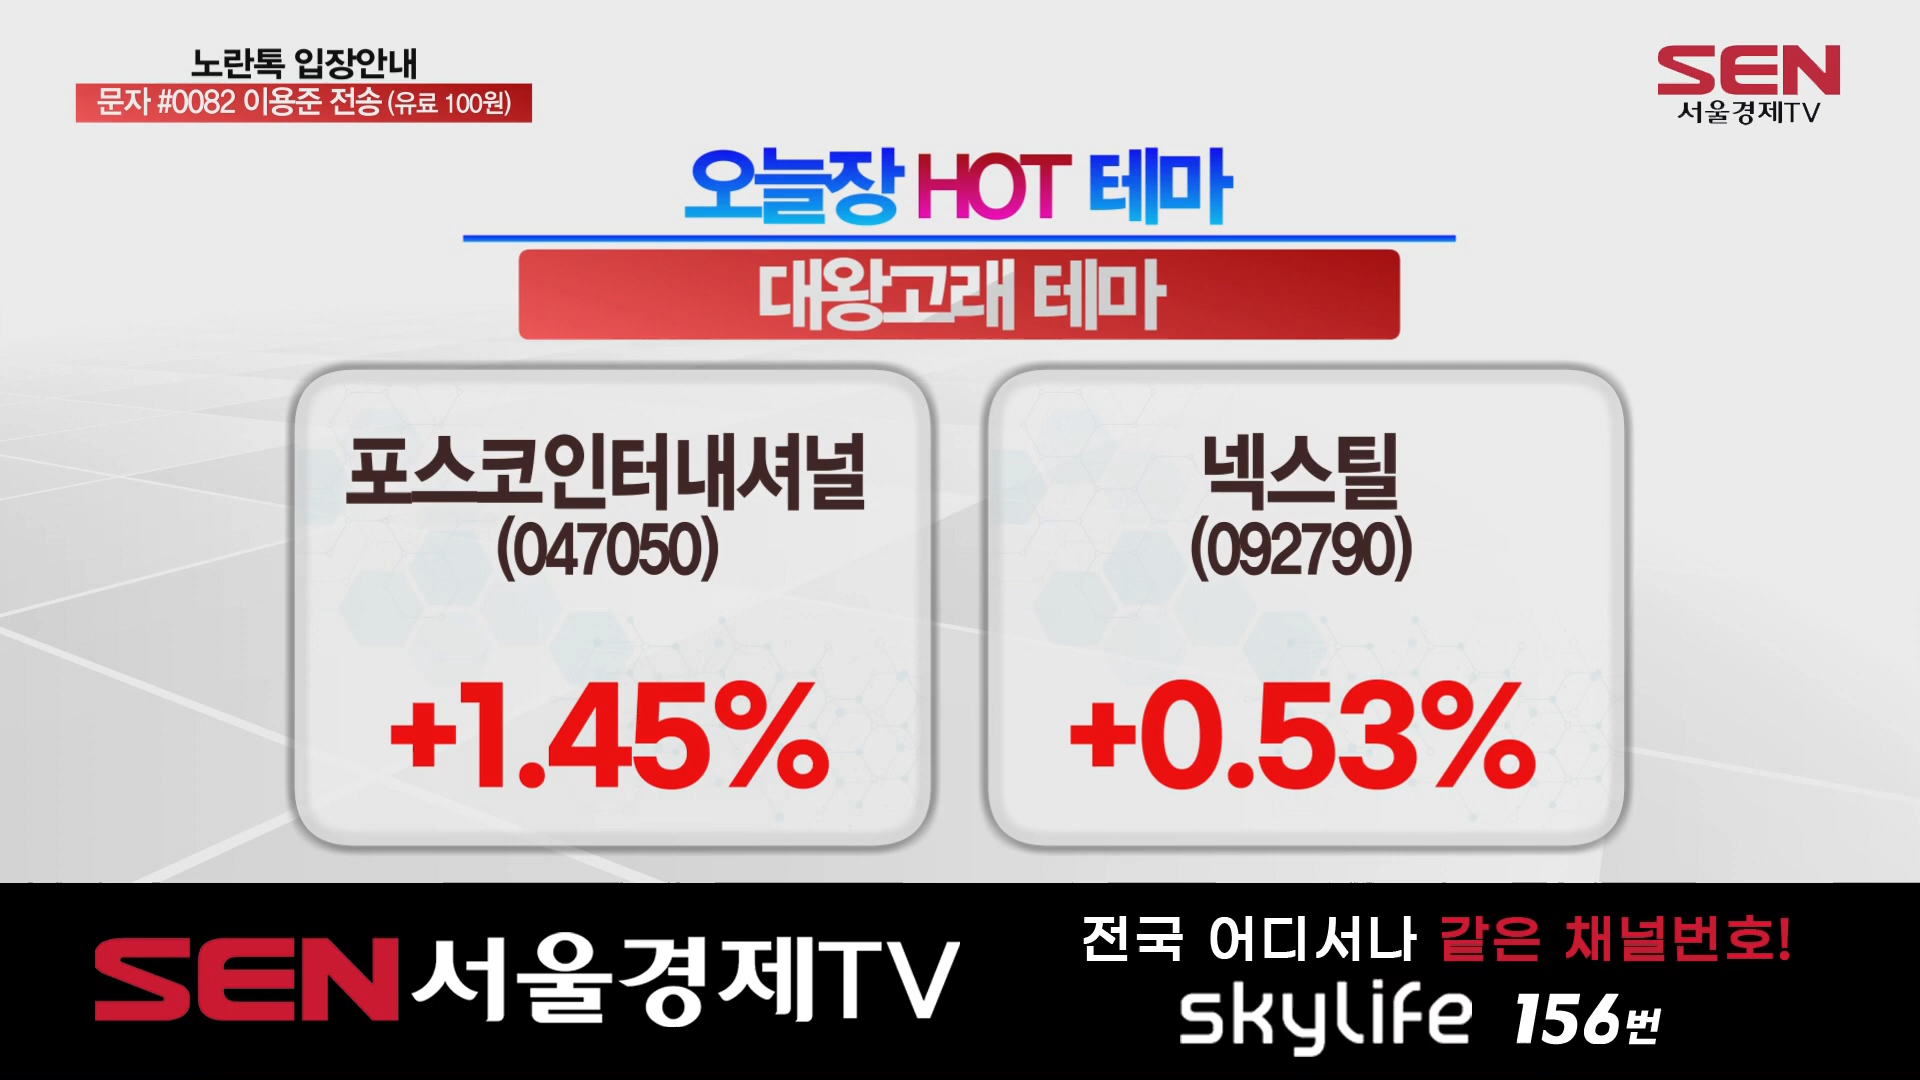 노란톡 입장안내
문자 #0082 이용준 전송 (유료 100원)
SEN
서울경제TV
오늘장 HOT 테마
대왕고래 테마
포스코인터내셔널
(047050)
+1.45%
넥스틸
(092790)
+0.53%
SEN 서울경제TV
전국 어디서나 같은 채널번호!
skylife 156번